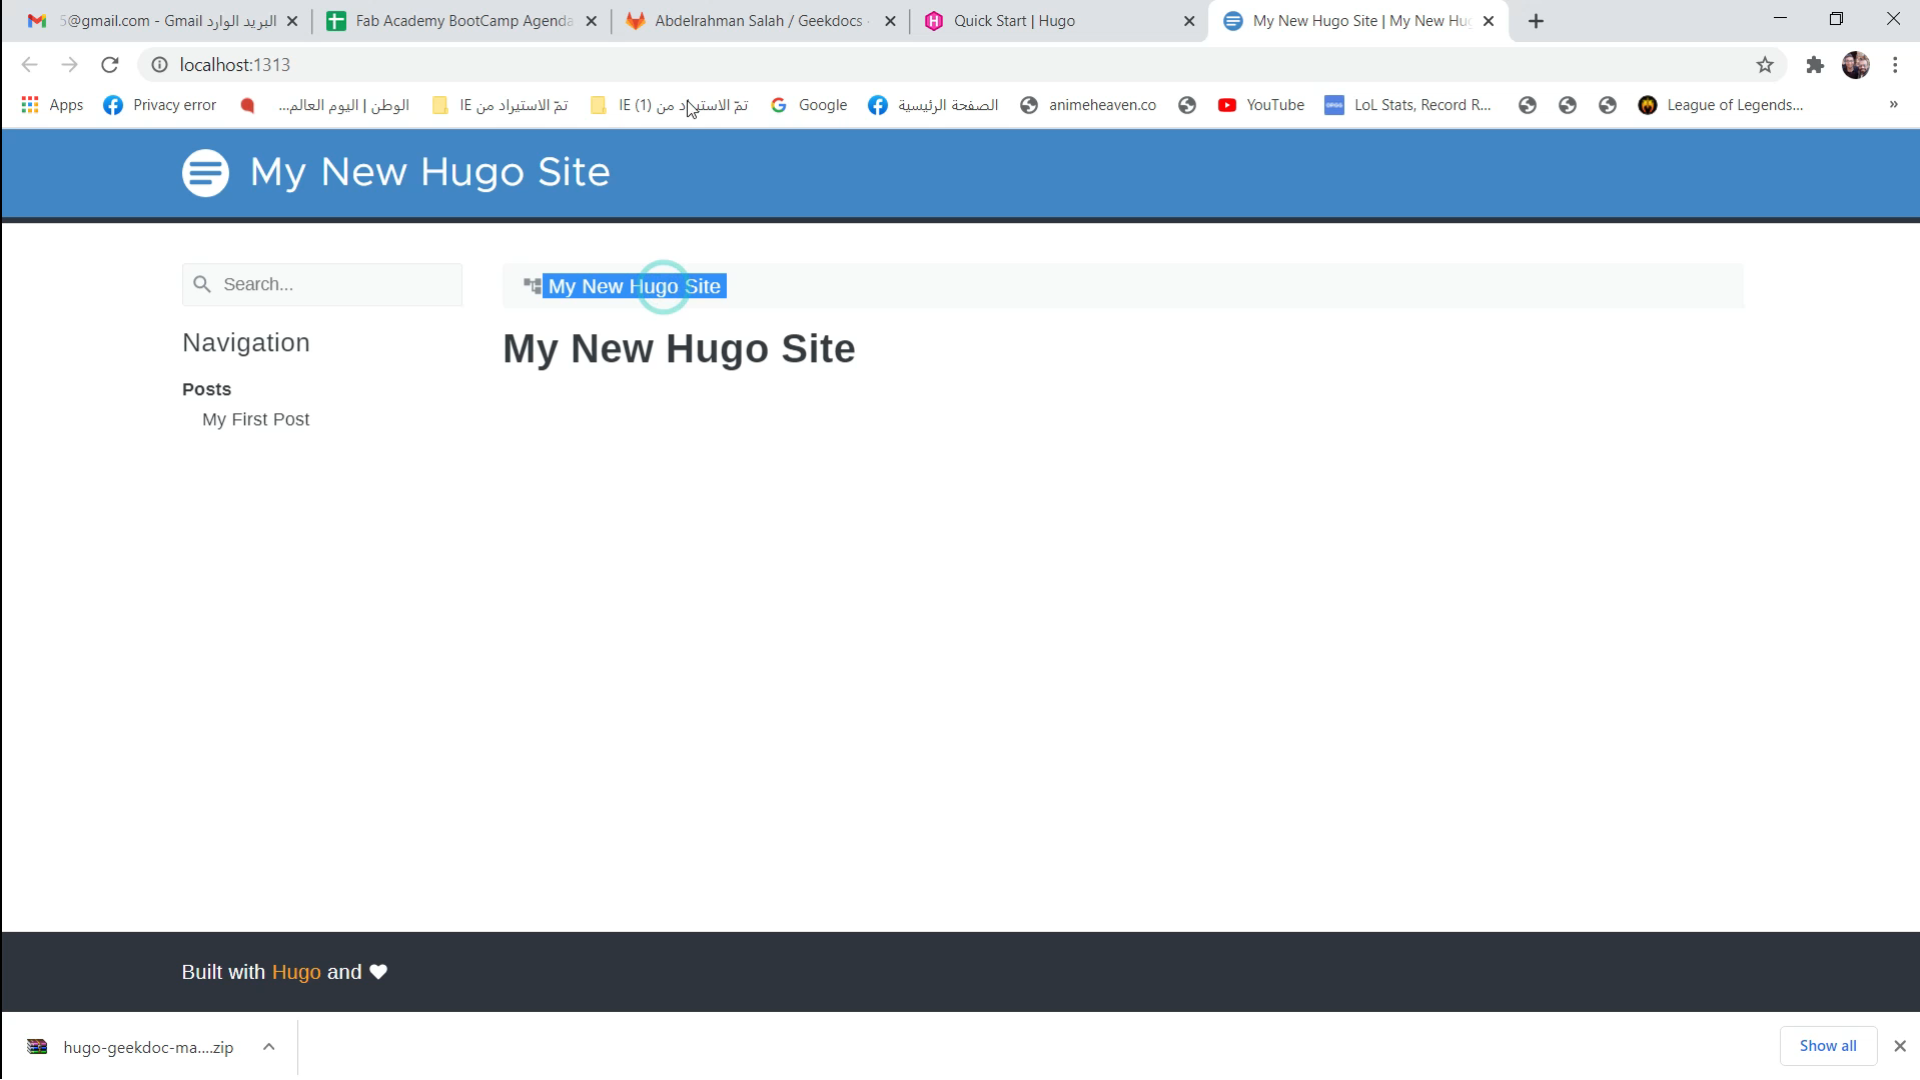 5@gmail.com - Gmail البريد الوارد
Fab Academy BootCamp Agenda
Abdelrahman Salah / Geekdocs
Quick Start | Hugo
My New Hugo Site | My New Hu
localhost:1313
Apps
Privacy error
الوطن | اليوم العالم...
تمّ الاستيراد من IE
تمّ الاستيراد من IE (1)
Google
الصفحة الرئيسية
animeheaven.co
YouTube
LoL Stats, Record R...
League of Legends...
»
My New Hugo Site
Search...
My New Hugo Site
Navigation
My New Hugo Site
Posts
My First Post
Built with Hugo and
hugo-geekdoc-ma....zip
Show all